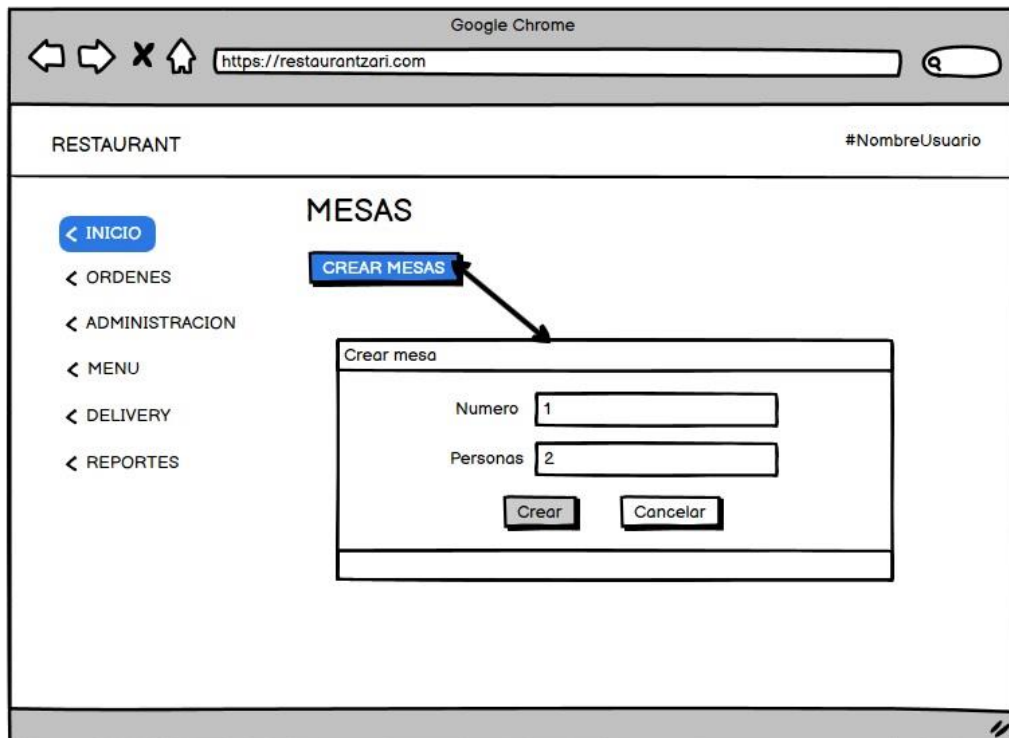 Google Chrome
https://restaurantzari.com
RESTAURANT
#NombreUsuario
INICIO
ORDENES
ADMINISTRACION
MENU
DELIVERY
REPORTES
MESAS
CREAR MESAS
Crear mesa
Numero 1
Personas 2
Crear Cancelar